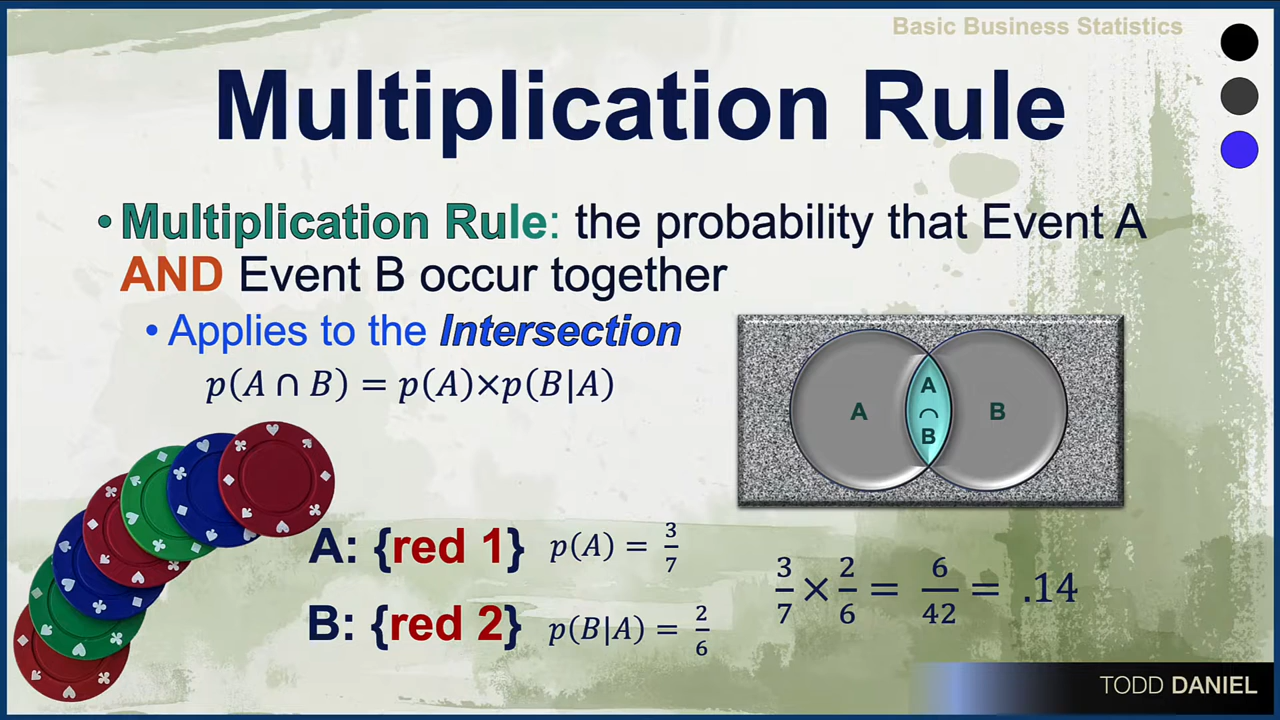 Basic Business Statistics
Multiplication Rule
• Multiplication Rule: the probability that Event A
AND Event B occur together
• Applies to the Intersection
p(A ∩ B) = p(A)×p(B|A)
A
A
∩
B
B
A: {red 1} p(A) = 3/7
B: {red 2} p(B|A) = 2/6
3/7 × 2/6 = 6/42 = .14
TODD DANIEL